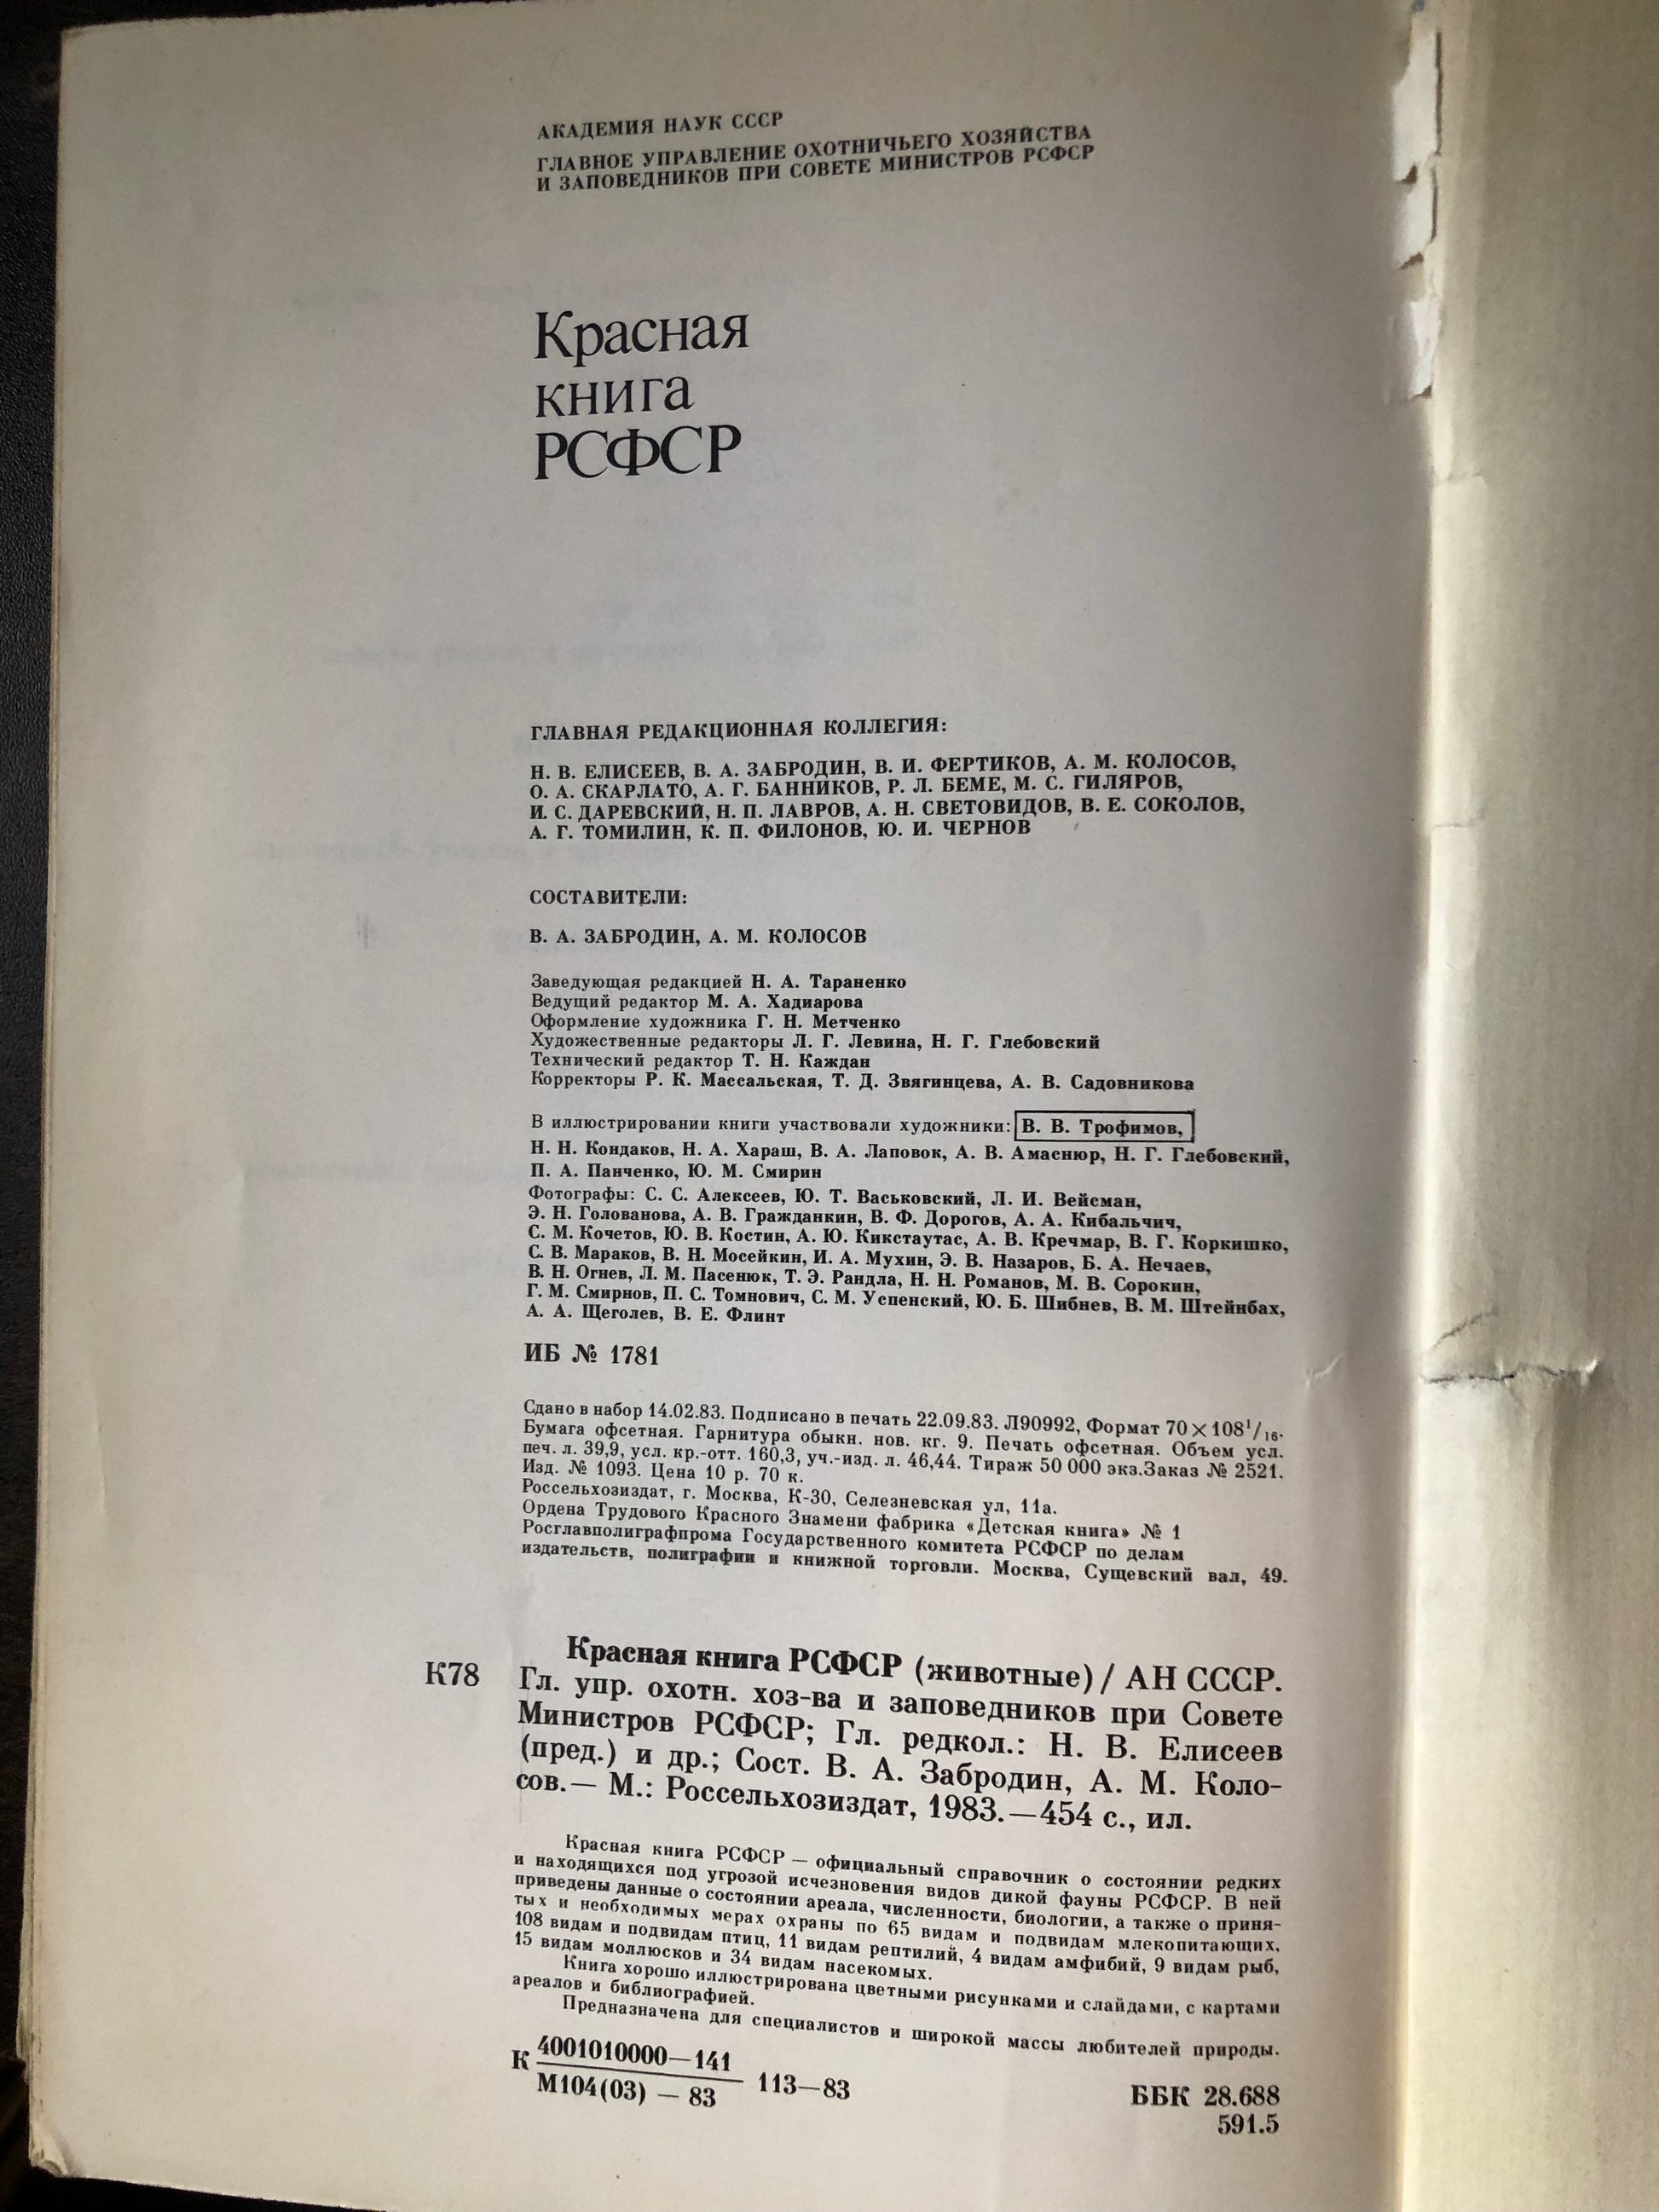 АКАДЕМИЯ НАУК СССР
ГЛАВНОЕ УПРАВЛЕНИЕ ОХОТНИЧЬЕГО ХОЗЯЙСТВА
И ЗАПОВЕДНИКОВ ПРИ СОВЕТЕ МИНИСТРОВ РСФСР
Красная
книга
РСФСР
ГЛАВНАЯ РЕДАКЦИОННАЯ КОЛЛЕГИЯ:
Н. В. ЕЛИСЕЕВ, В. А. ЗАБРОДИН, В. И. ФЕРТИКОВ, А. М. КОЛОСОВ,
О. А. СКАРЛАТО, А. Г. БАННИКОВ, Р. Л. БЕМЕ, М. С. ГИЛЯРОВ,
И. С. ДАРЕВСКИЙ, Н. П. ЛАВРОВ, А. Н. СВЕТОВИДОВ, В. Е. СОКОЛОВ,
А. Г. ТОМИЛИН, К. П. ФИЛОНОВ, Ю. И. ЧЕРНОВ
СОСТАВИТЕЛИ:
В. А. ЗАБРОДИН, А. М. КОЛОСОВ
Заведующая редакцией Н. А. Тараненко
Ведущий редактор М. А. Хадиарова
Оформление художника Г. Н. Метченко
Художественные редакторы Л. Г. Левина, Н. Г. Глебовский
Технический редактор Т. Н. Каждан
Корректоры Р. К. Массальская, Т. Д. Звягинцева, А. В. Садовникова
В иллюстрировании книги участвовали художники: В. В. Трофимов,
Н. Н. Кондаков, Н. А. Хараш, В. А. Лаповок, А. В. Амаснюр, Н. Г. Глебовский,
П. А. Панченко, Ю. М. Смирин
Фотографы: С. С. Алексеев, Ю. Т. Васьковский, Л. И. Вейсман,
Э. Н. Голованова, А. В. Гражданкин, В. Ф. Дорогов, А. А. Кибальчич,
С. М. Кочетов, Ю. В. Костин, А. Ю. Кикстаутас, А. В. Кречмар, В. Г. Коркишко,
С. В. Мараков, В. Н. Мосейкин, И. А. Мухин, Э. В. Назаров, Б. А. Нечаев,
В. Н. Огнев, Л. М. Пасенюк, Т. Э. Рандла, Н. Н. Романов, М. В. Сорокин,
Г. М. Смирнов, П. С. Томнович, С. М. Успенский, Ю. Б. Шибнев, В. М. Штейнбах,
А. А. Щеголев, В. Е. Флинт
ИБ № 1781
Сдано в набор 14.02.83. Подписано в печать 22.09.83. Л90992, Формат 70×108¹/₁₆.
Бумага офсетная. Гарнитура обыкн. нов. кг. 9. Печать офсетная. Объем усл.
печ. л. 39,9, усл. кр.-отт. 160,3, уч.-изд. л. 46,44. Тираж 50 000 экз.Заказ № 2521.
Изд. № 1093. Цена 10 р. 70 к.
Россельхозиздат, г. Москва, К-30, Селезневская ул, 11а.
Ордена Трудового Красного Знамени фабрика «Детская книга» № 1
Росглавполиграфпрома Государственного комитета РСФСР по делам
издательств, полиграфии и книжной торговли. Москва, Сущевский вал, 49.
Красная книга РСФСР (животные) / АН СССР.
К78 Гл. упр. охотн. хоз-ва и заповедников при Совете
Министров РСФСР; Гл. редкол.: Н. В. Елисеев
(пред.) и др.; Сост. В. А. Забродин, А. М. Коло-
сов.— М.: Россельхозиздат, 1983.—454 с., ил.
Красная книга РСФСР — официальный справочник о состоянии редких
и находящихся под угрозой исчезновения видов дикой фауны РСФСР. В ней
приведены данные о состоянии ареала, численности, биологии, а также о приня-
тых и необходимых мерах охраны по 65 видам и подвидам млекопитающих,
108 видам и подвидам птиц, 11 видам рептилий, 4 видам амфибий, 9 видам рыб,
15 видам моллюсков и 34 видам насекомых.
Книга хорошо иллюстрирована цветными рисунками и слайдами, с картами
ареалов и библиографией.
Предназначена для специалистов и широкой массы любителей природы.
К 4001010000—141
М104(03) — 83 113—83
ББК 28.688
591.5